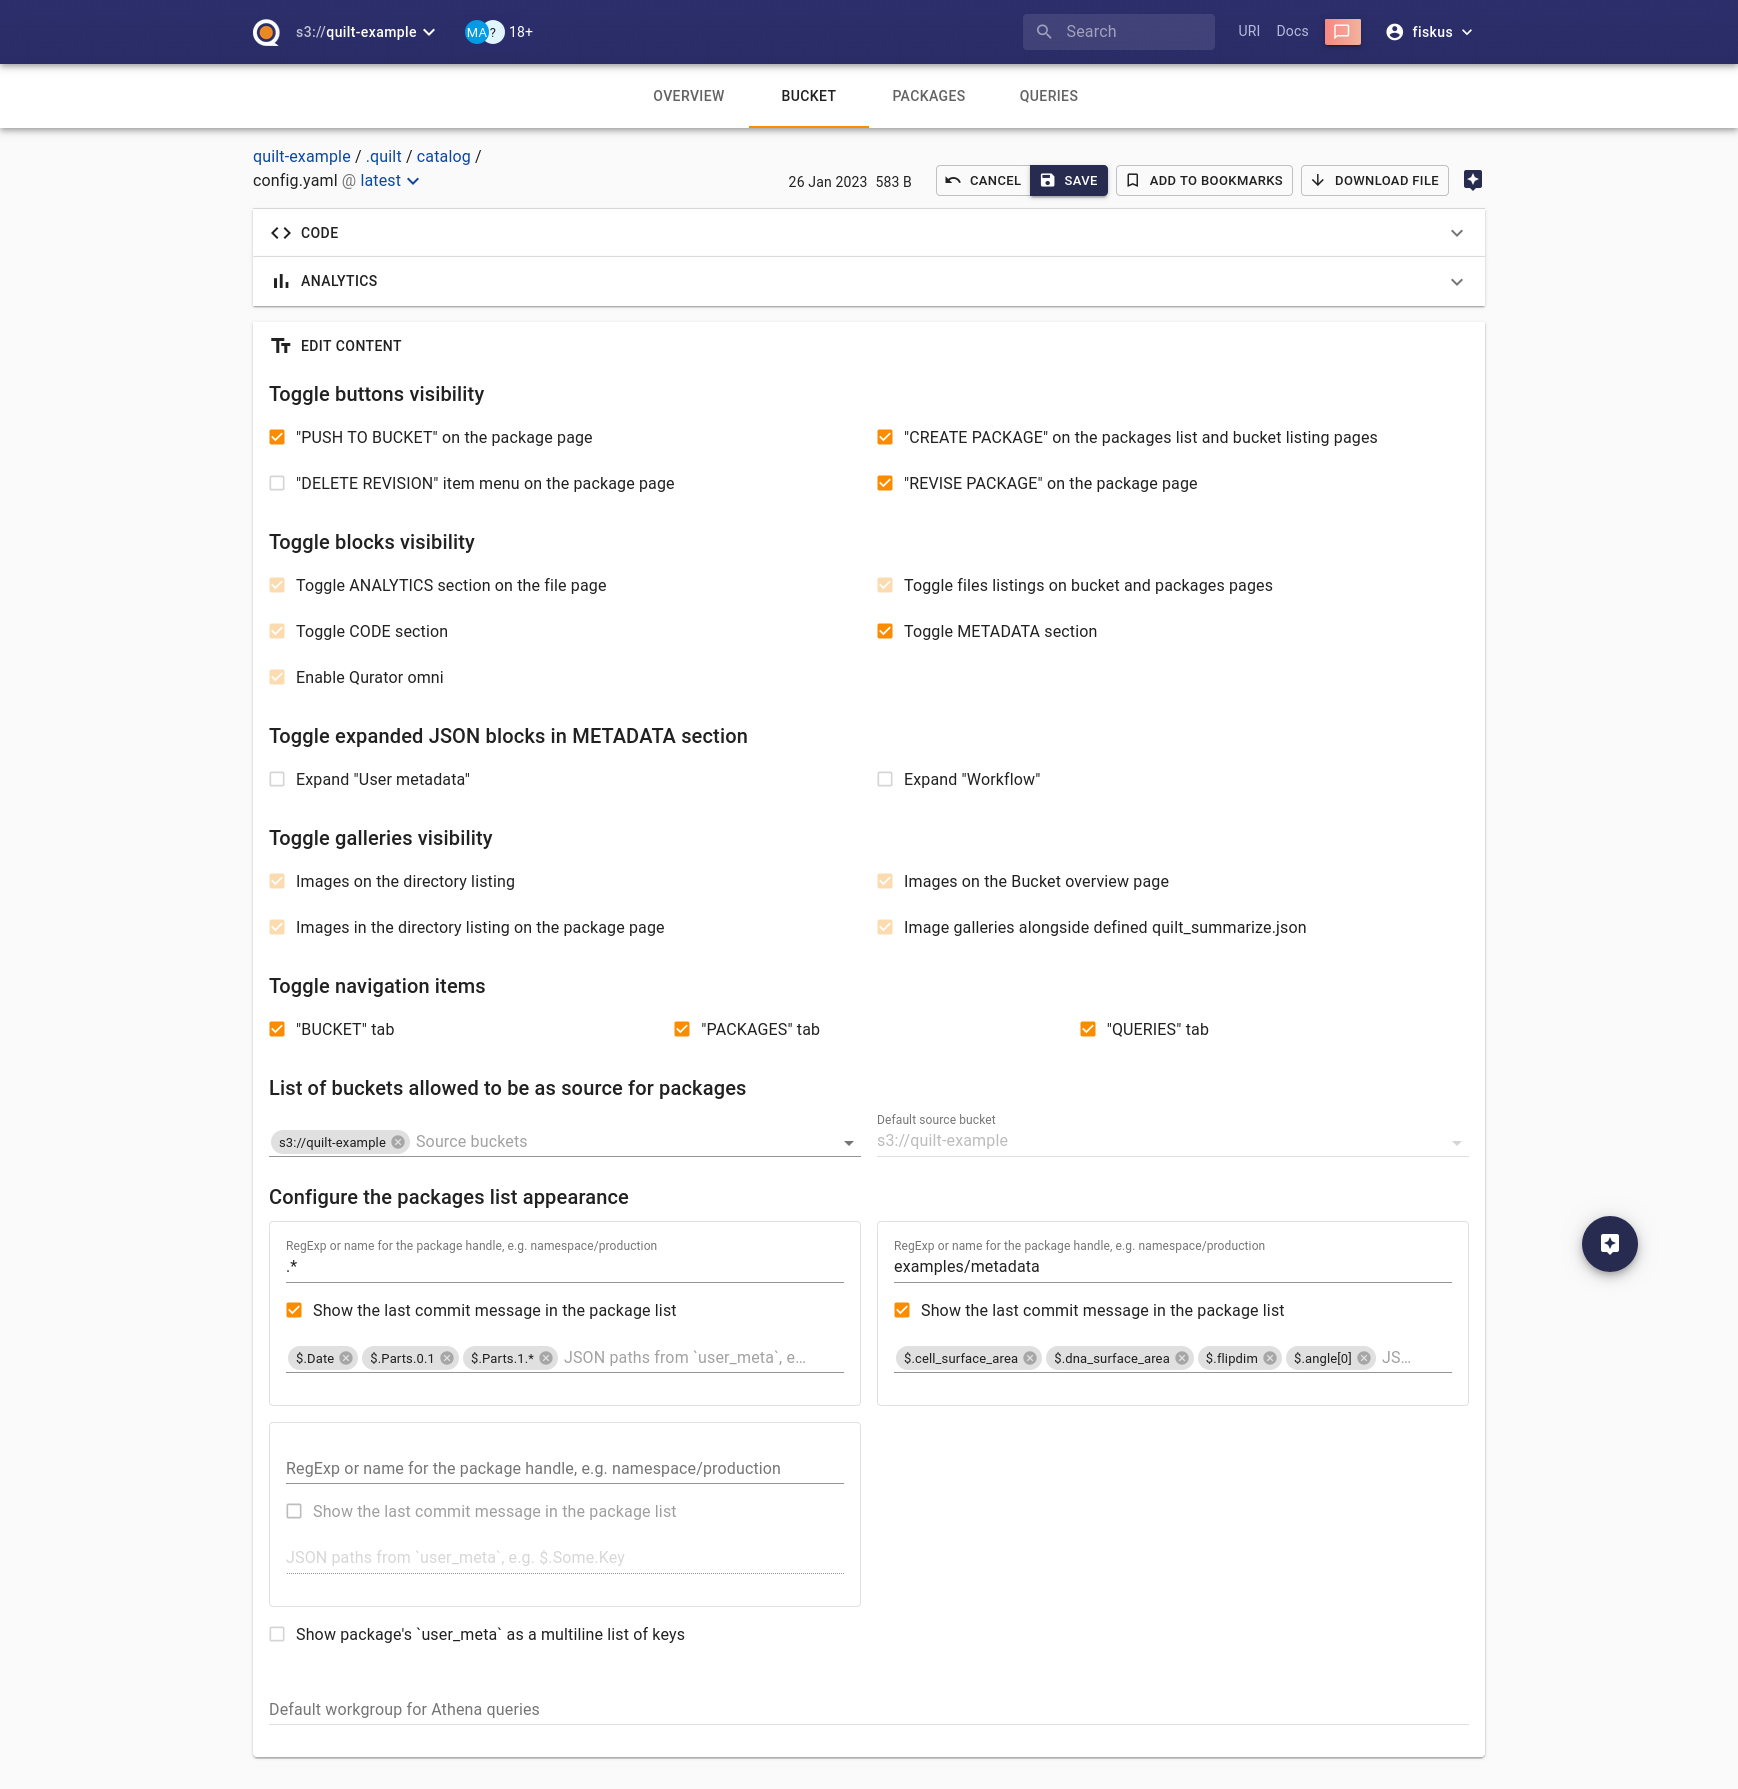 s3://quilt-example MA ? 18+ Search URI Docs fiskus
OVERVIEW BUCKET PACKAGES QUERIES
quilt-example / .quilt / catalog /
config.yaml @ latest
26 Jan 2023 583 B CANCEL SAVE ADD TO BOOKMARKS DOWNLOAD FILE
CODE
ANALYTICS
EDIT CONTENT
Toggle buttons visibility
"PUSH TO BUCKET" on the package page
"CREATE PACKAGE" on the packages list and bucket listing pages
"DELETE REVISION" item menu on the package page
"REVISE PACKAGE" on the package page
Toggle blocks visibility
Toggle ANALYTICS section on the file page
Toggle files listings on bucket and packages pages
Toggle CODE section
Toggle METADATA section
Enable Qurator omni
Toggle expanded JSON blocks in METADATA section
Expand "User metadata"
Expand "Workflow"
Toggle galleries visibility
Images on the directory listing
Images on the Bucket overview page
Images in the directory listing on the package page
Image galleries alongside defined quilt_summarize.json
Toggle navigation items
"BUCKET" tab
"PACKAGES" tab
"QUERIES" tab
List of buckets allowed to be as source for packages
s3://quilt-example Source buckets
Default source bucket
s3://quilt-example
Configure the packages list appearance
RegExp or name for the package handle, e.g. namespace/production
.*
Show the last commit message in the package list
$.Date $.Parts.0.1 $.Parts.1.* JSON paths from `user_meta`, e...
RegExp or name for the package handle, e.g. namespace/production
examples/metadata
Show the last commit message in the package list
$.cell_surface_area $.dna_surface_area $.flipdim $.angle[0] JS...
RegExp or name for the package handle, e.g. namespace/production
Show the last commit message in the package list
JSON paths from `user_meta`, e.g. $.Some.Key
Show package's `user_meta` as a multiline list of keys
Default workgroup for Athena queries